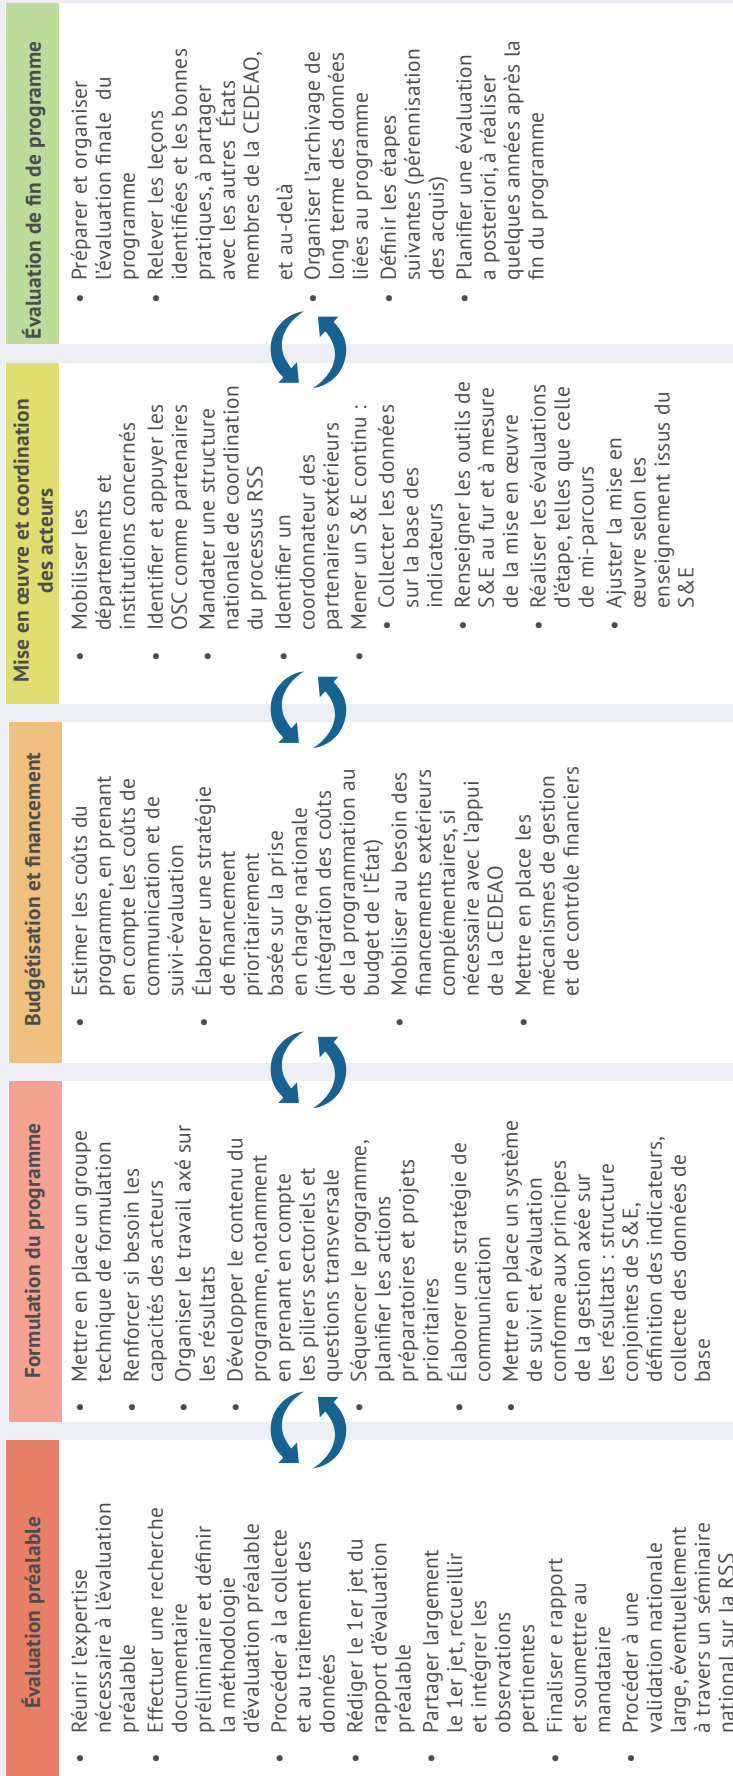 Évaluation préalable
• Réunir l'expertise
nécessaire à l'évaluation
préalable
• Effectuer une recherche
documentaire
préliminaire et définir
la méthodologie
d'évaluation préalable
• Procéder à la collecte
et au traitement des
données
• Rédiger le 1er jet du
rapport d'évaluation
préalable
• Partager largement
le 1er jet, recueillir
et intégrer les
observations
pertinentes
• Finaliser e rapport
et soumettre au
mandataire
• Procéder à une
validation nationale
large, éventuellement
à travers un séminaire
national sur la RSS
Formulation du programme
• Mettre en place un groupe
technique de formulation
• Renforcer si besoin les
capacités des acteurs
• Organiser le travail axé sur
les résultats
• Développer le contenu du
programme, notamment
en prenant en compte
les piliers sectoriels et
questions transversale
• Séquencer le programme,
planifier les actions
préparatoires et projets
prioritaires
• Élaborer une stratégie de
communication
• Mettre en place un système
de suivi et évaluation
conforme aux principes
de la gestion axée sur
les résultats : structure
conjointes de S&E,
définition des indicateurs,
collecte des données de
base
Budgétisation et financement
• Estimer les coûts du
programme, en prenant
en compte les coûts de
communication et de
suivi-évaluation
• Élaborer une stratégie
de financement
prioritairement
basée sur la prise
en charge nationale
(intégration des coûts
de la programmation au
budget de l'État)
• Mobiliser au besoin des
financements extérieurs
complémentaires, si
nécessaire avec l'appui
de la CEDEAO
• Mettre en place les
mécanismes de gestion
et de contrôle financiers
Mise en œuvre et coordination
des acteurs
• Mobiliser les
départements et
institutions concernés
• Identifier et appuyer les
OSC comme partenaires
• Mandater une structure
nationale de coordination
du processus RSS
• Identifier un
coordonnateur des
partenaires extérieurs
• Mener un S&E continu :
• Collecter les données
sur la base des
indicateurs
• Renseigner les outils de
S&E au fur et à mesure
de la mise en œuvre
• Réaliser les évaluations
d'étape, telles que celle
de mi-parcours
• Ajuster la mise en
œuvre selon les
enseignement issus du
S&E
Évaluation de fin de programme
• Préparer et organiser
l'évaluation finale du
programme
• Relever les leçons
identifiées et les bonnes
pratiques, à partager
avec les autres États
membres de la CEDEAO,
et au-delà
• Organiser l'archivage de
long terme des données
liées au programme
• Définir les étapes
suivantes (pérennisation
des acquis)
• Planifier une évaluation
a posteriori, à réaliser
quelques années après la
fin du programme